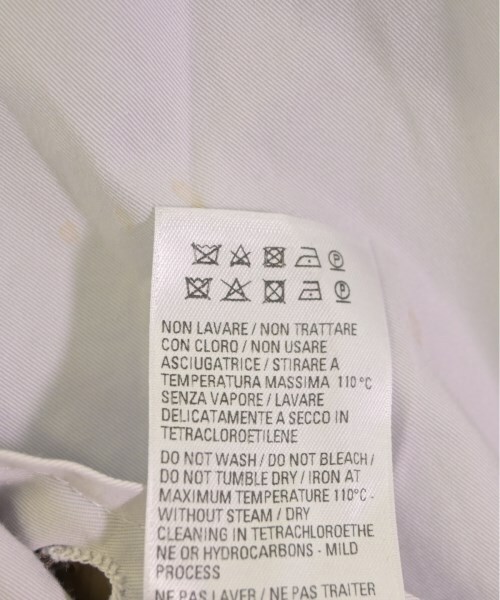 P
P
NON LAVARE / NON TRATTARE
CON CLORO / NON USARE
ASCIUGATRICE / STIRARE A
TEMPERATURA MASSIMA 110°C
SENZA VAPORE / LAVARE
DELICATAMENTE A SECCO IN
TETRACLOROETILENE
DO NOT WASH / DO NOT BLEACH /
DO NOT TUMBLE DRY / IRON AT
MAXIMUM TEMPERATURE 110°C -
WITHOUT STEAM / DRY
CLEANING IN TETRACHLOROETHE
NE OR HYDROCARBONS - MILD
PROCESS
NE PAS LAVER / NE PAS TRAITER